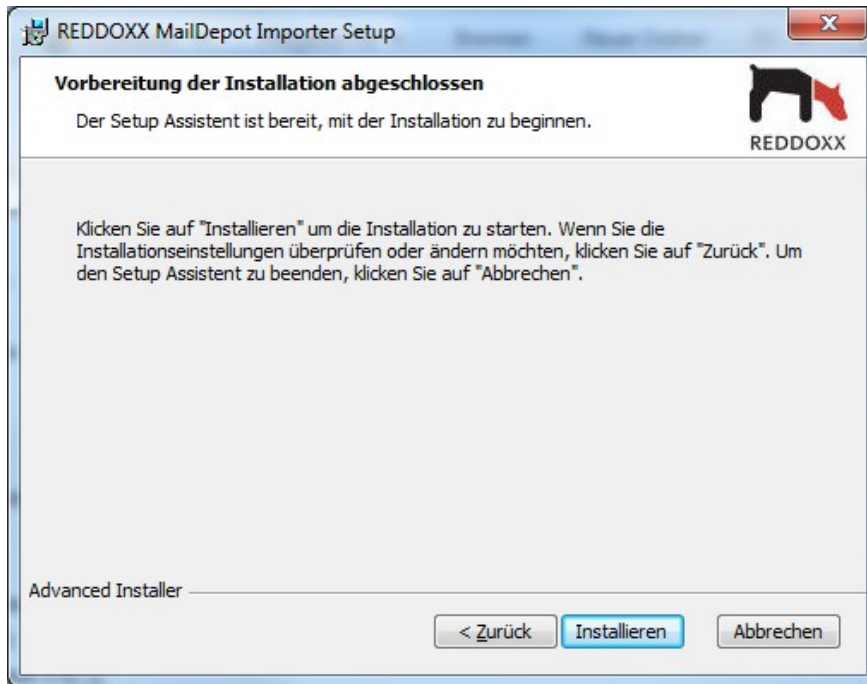 REDDOXX MailDepot Importer Setup
Vorbereitung der Installation abgeschlossen
Der Setup Assistent ist bereit, mit der Installation zu beginnen.
REDDOXX
Klicken Sie auf "Installieren" um die Installation zu starten. Wenn Sie die
Installationseinstellungen überprüfen oder ändern möchten, klicken Sie auf "Zurück". Um
den Setup Assistent zu beenden, klicken Sie auf "Abbrechen".
Advanced Installer
< Zurück Installieren Abbrechen